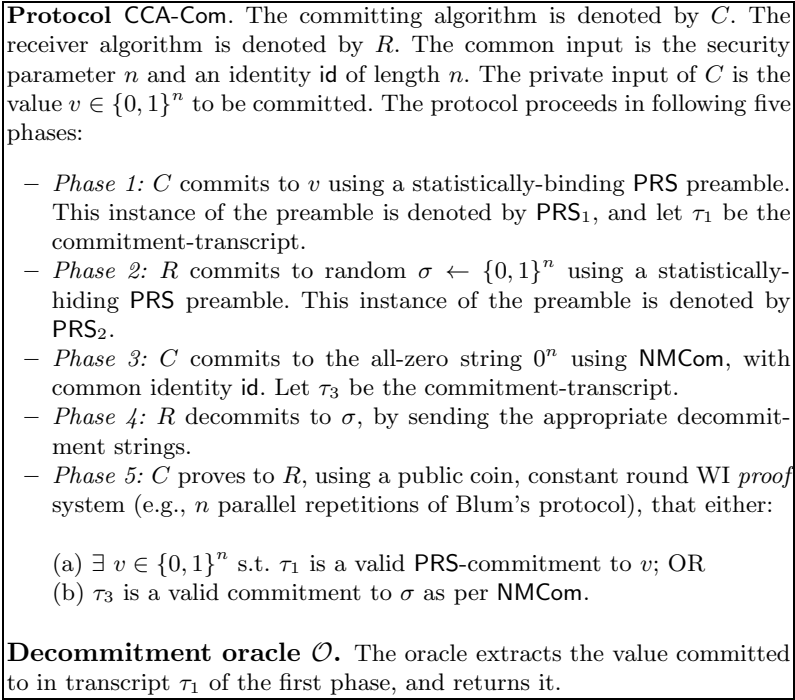 Protocol CCA-Com. The committing algorithm is denoted by C. The
receiver algorithm is denoted by R. The common input is the security
parameter n and an identity id of length n. The private input of C is the
value v ∈ {0, 1}ⁿ to be committed. The protocol proceeds in following five
phases:
– Phase 1: C commits to v using a statistically-binding PRS preamble.
This instance of the preamble is denoted by PRS₁, and let τ₁ be the
commitment-transcript.
– Phase 2: R commits to random σ ← {0, 1}ⁿ using a statistically-
hiding PRS preamble. This instance of the preamble is denoted by
PRS₂.
– Phase 3: C commits to the all-zero string 0ⁿ using NMCom, with
common identity id. Let τ₃ be the commitment-transcript.
– Phase 4: R decommits to σ, by sending the appropriate decommit-
ment strings.
– Phase 5: C proves to R, using a public coin, constant round WI proof
system (e.g., n parallel repetitions of Blum's protocol), that either:
(a) ∃ v ∈ {0, 1}ⁿ s.t. τ₁ is a valid PRS-commitment to v; OR
(b) τ₃ is a valid commitment to σ as per NMCom.
Decommitment oracle O. The oracle extracts the value committed
to in transcript τ₁ of the first phase, and returns it.